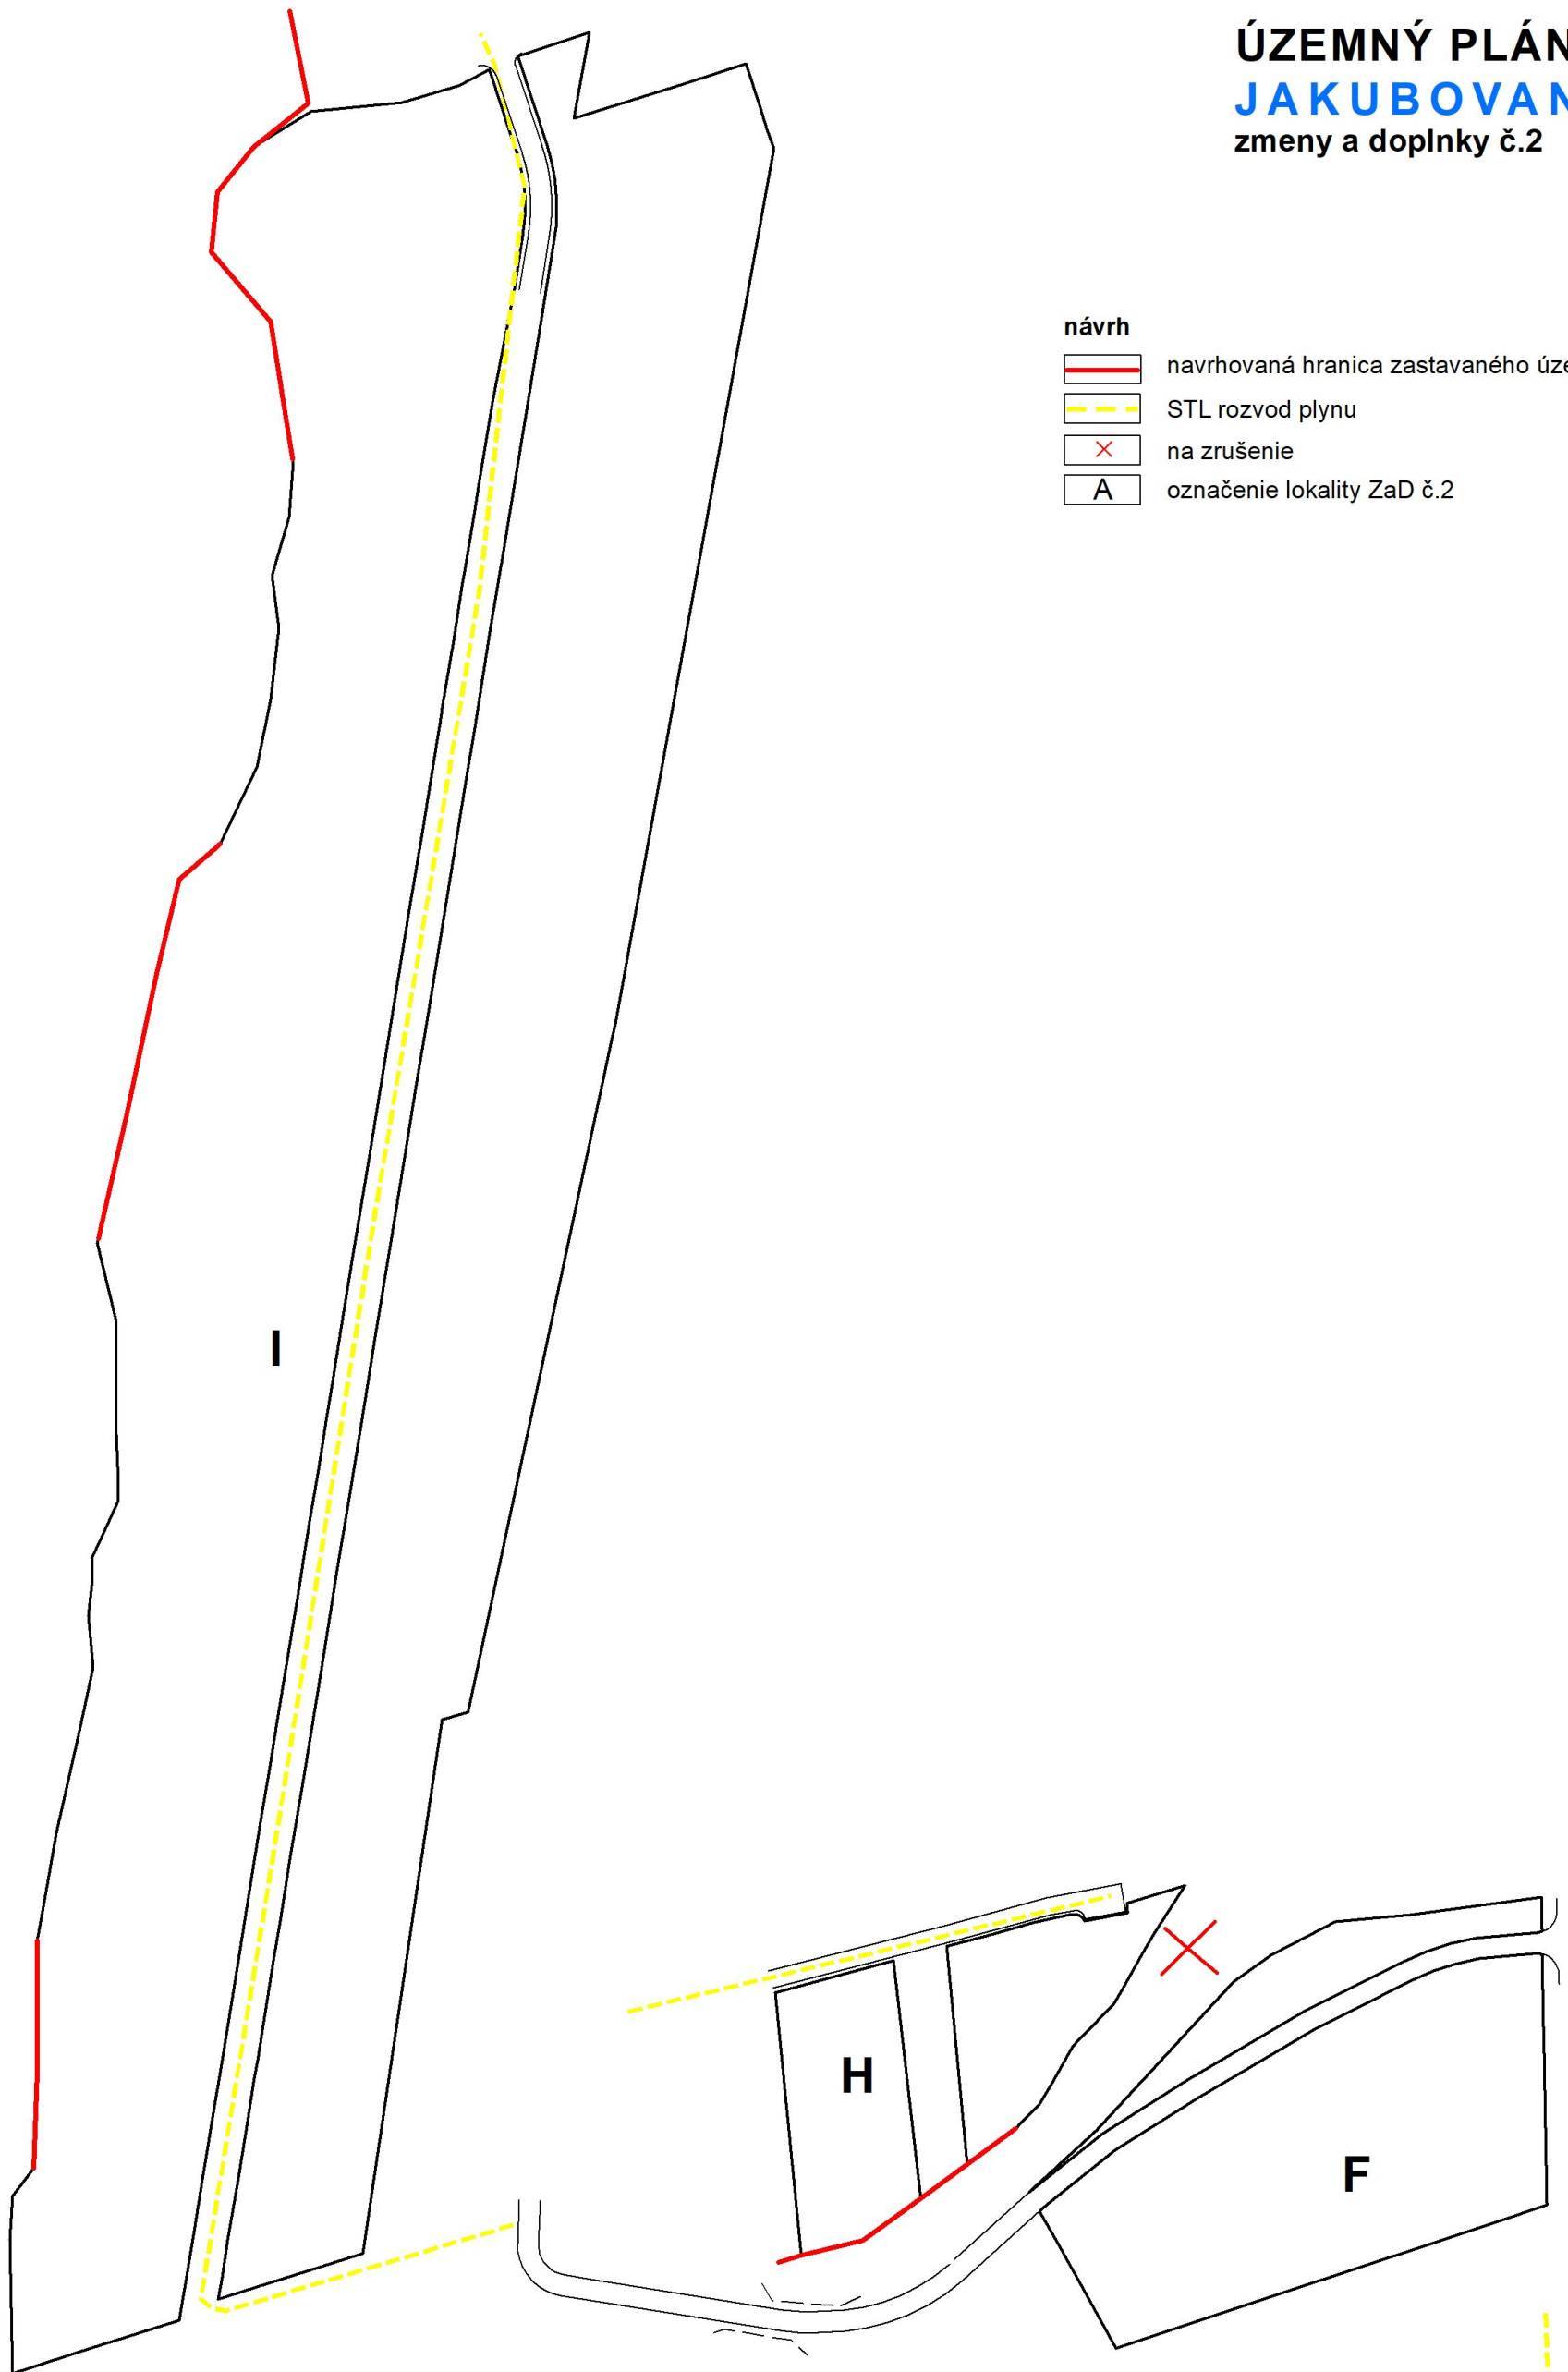 ÚZEMNÝ PLÁN
JAKUBOVAN
zmeny a doplnky č.2
návrh
navrhovaná hranica zastavaného úze
STL rozvod plynu
na zrušenie
A označenie lokality ZaD č.2
I
H
F